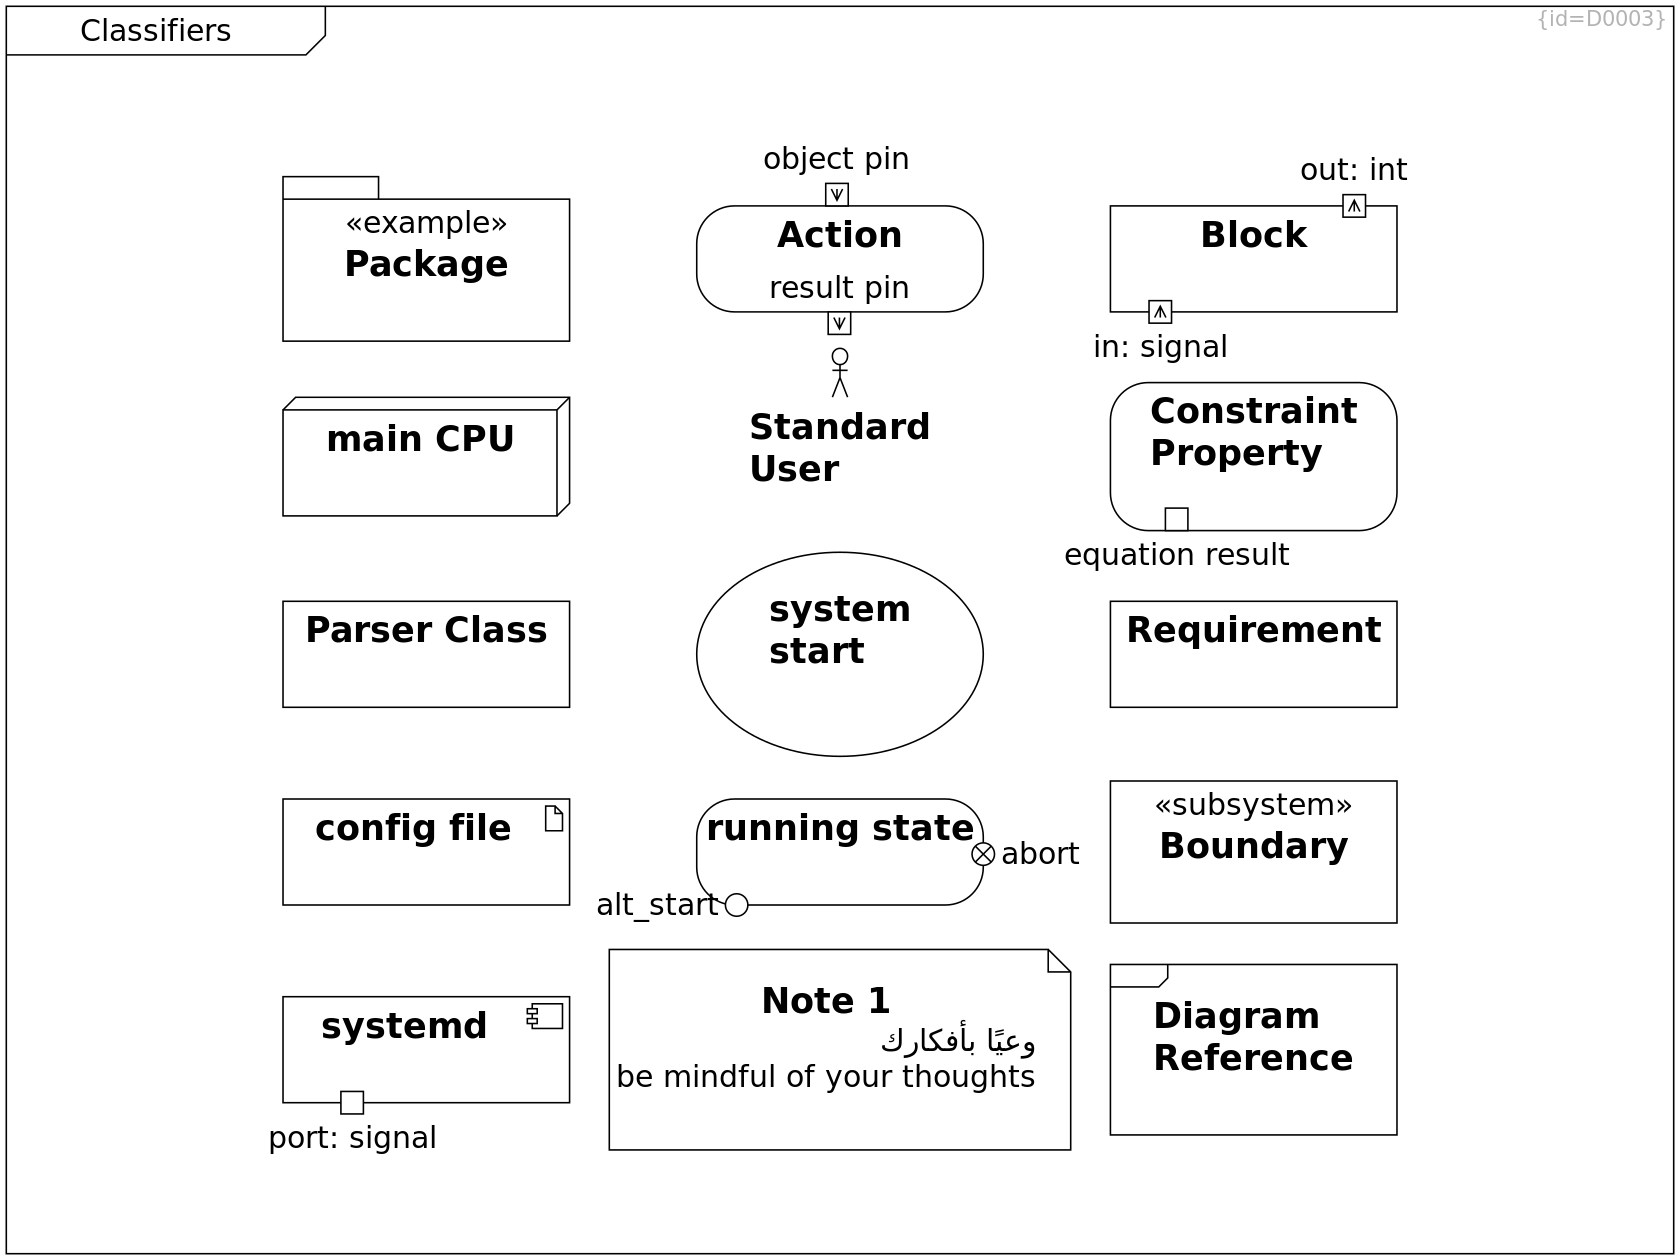 Classifiers
{id=D0003}
«example»
Package
object pin
Action
result pin
out: int
Block
in: signal
main CPU
Standard
User
Constraint
Property
equation result
Parser Class
system
start
Requirement
config file
running state
abort
alt_start
«subsystem»
Boundary
systemd
port: signal
Note 1
وعيًا بأفكارك
be mindful of your thoughts
Diagram
Reference